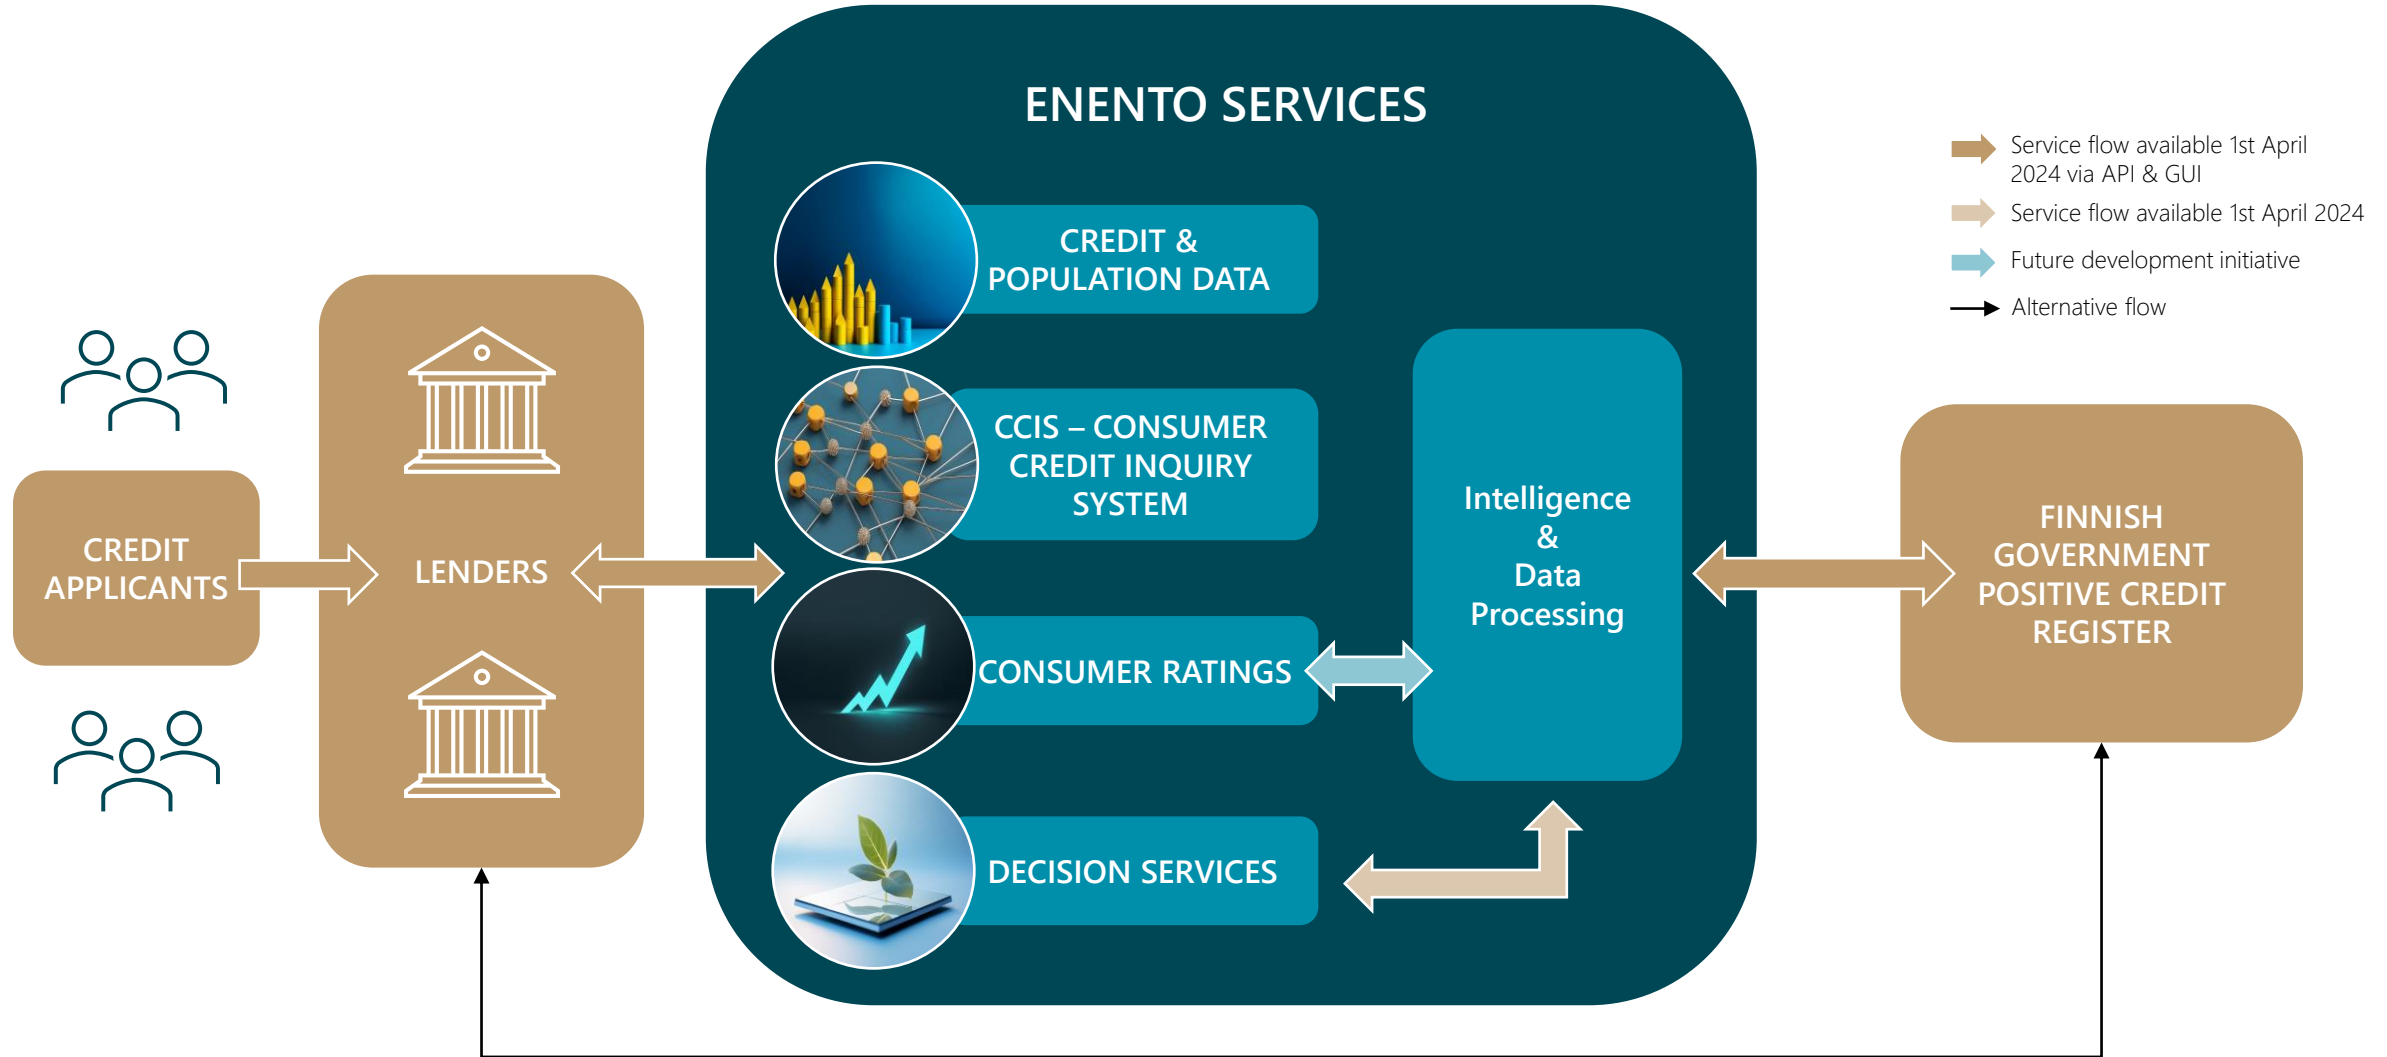 ENENTO SERVICES
Service flow available 1st April
2024 via API & GUI
Service flow available 1st April 2024
Future development initiative
Alternative flow
CREDIT
APPLICANTS
LENDERS
CREDIT &
POPULATION DATA
CCIS – CONSUMER
CREDIT INQUIRY
SYSTEM
CONSUMER RATINGS
DECISION SERVICES
Intelligence
&
Data
Processing
FINNISH
GOVERNMENT
POSITIVE CREDIT
REGISTER